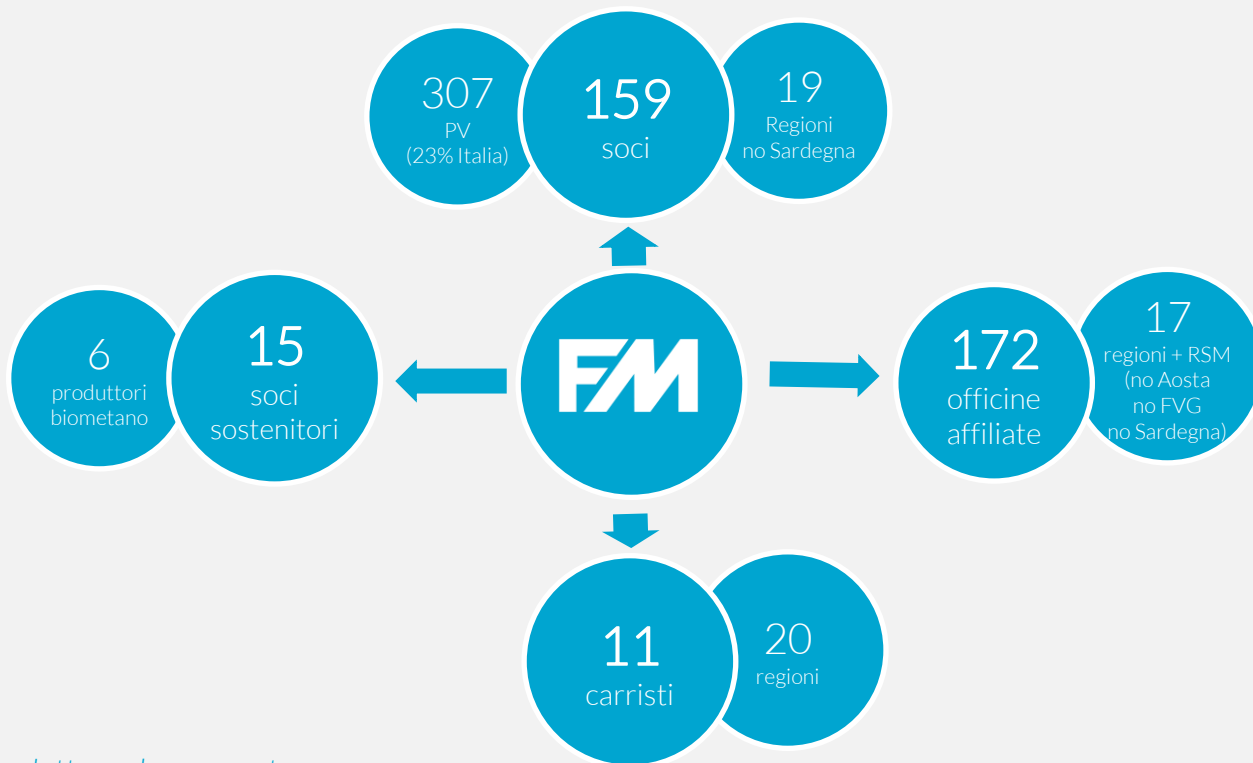 307
PV
(23% Italia)
159
soci
19
Regioni
no Sardegna
6
produttori
biometano
15
soci
sostenitori
FM
172
officine
affiliate
17
regioni + RSM
(no Aosta
no FVG
no Sardegna)
11
carristi
20
regioni